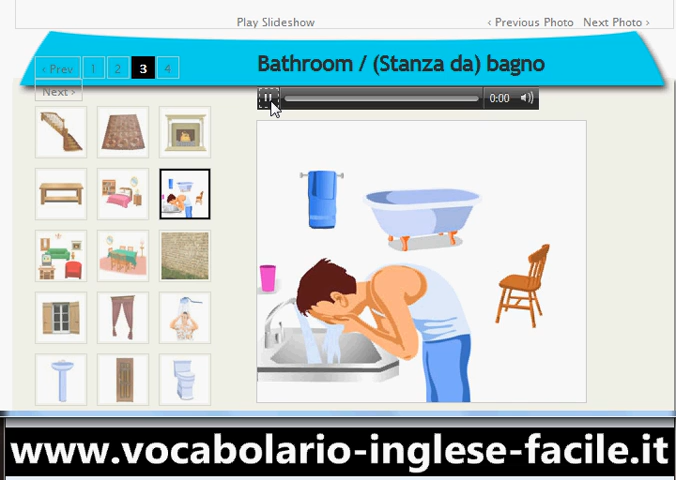 Play Slideshow
‹ Previous Photo Next Photo ›
‹ Prev 1 2 3 4
Next ›
Bathroom / (Stanza da) bagno
0:00
www.vocabolario-inglese-facile.it